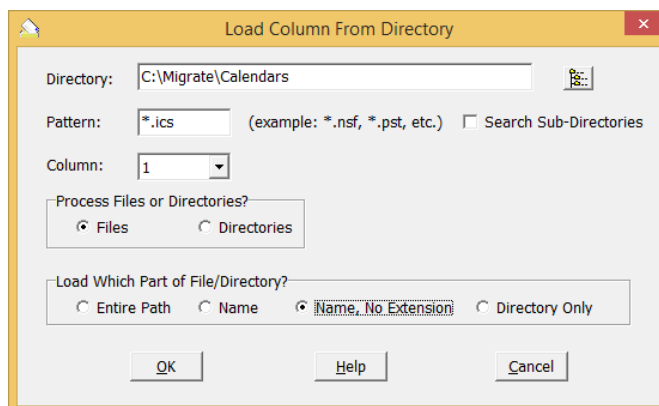 Load Column From Directory
Directory: C:\Migrate\Calendars
Pattern: *.ics (example: *.nsf, *.pst, etc.) Search Sub-Directories
Column: 1
Process Files or Directories?
Files Directories
Load Which Part of File/Directory?
Entire Path Name Name, No Extension Directory Only
OK Help Cancel